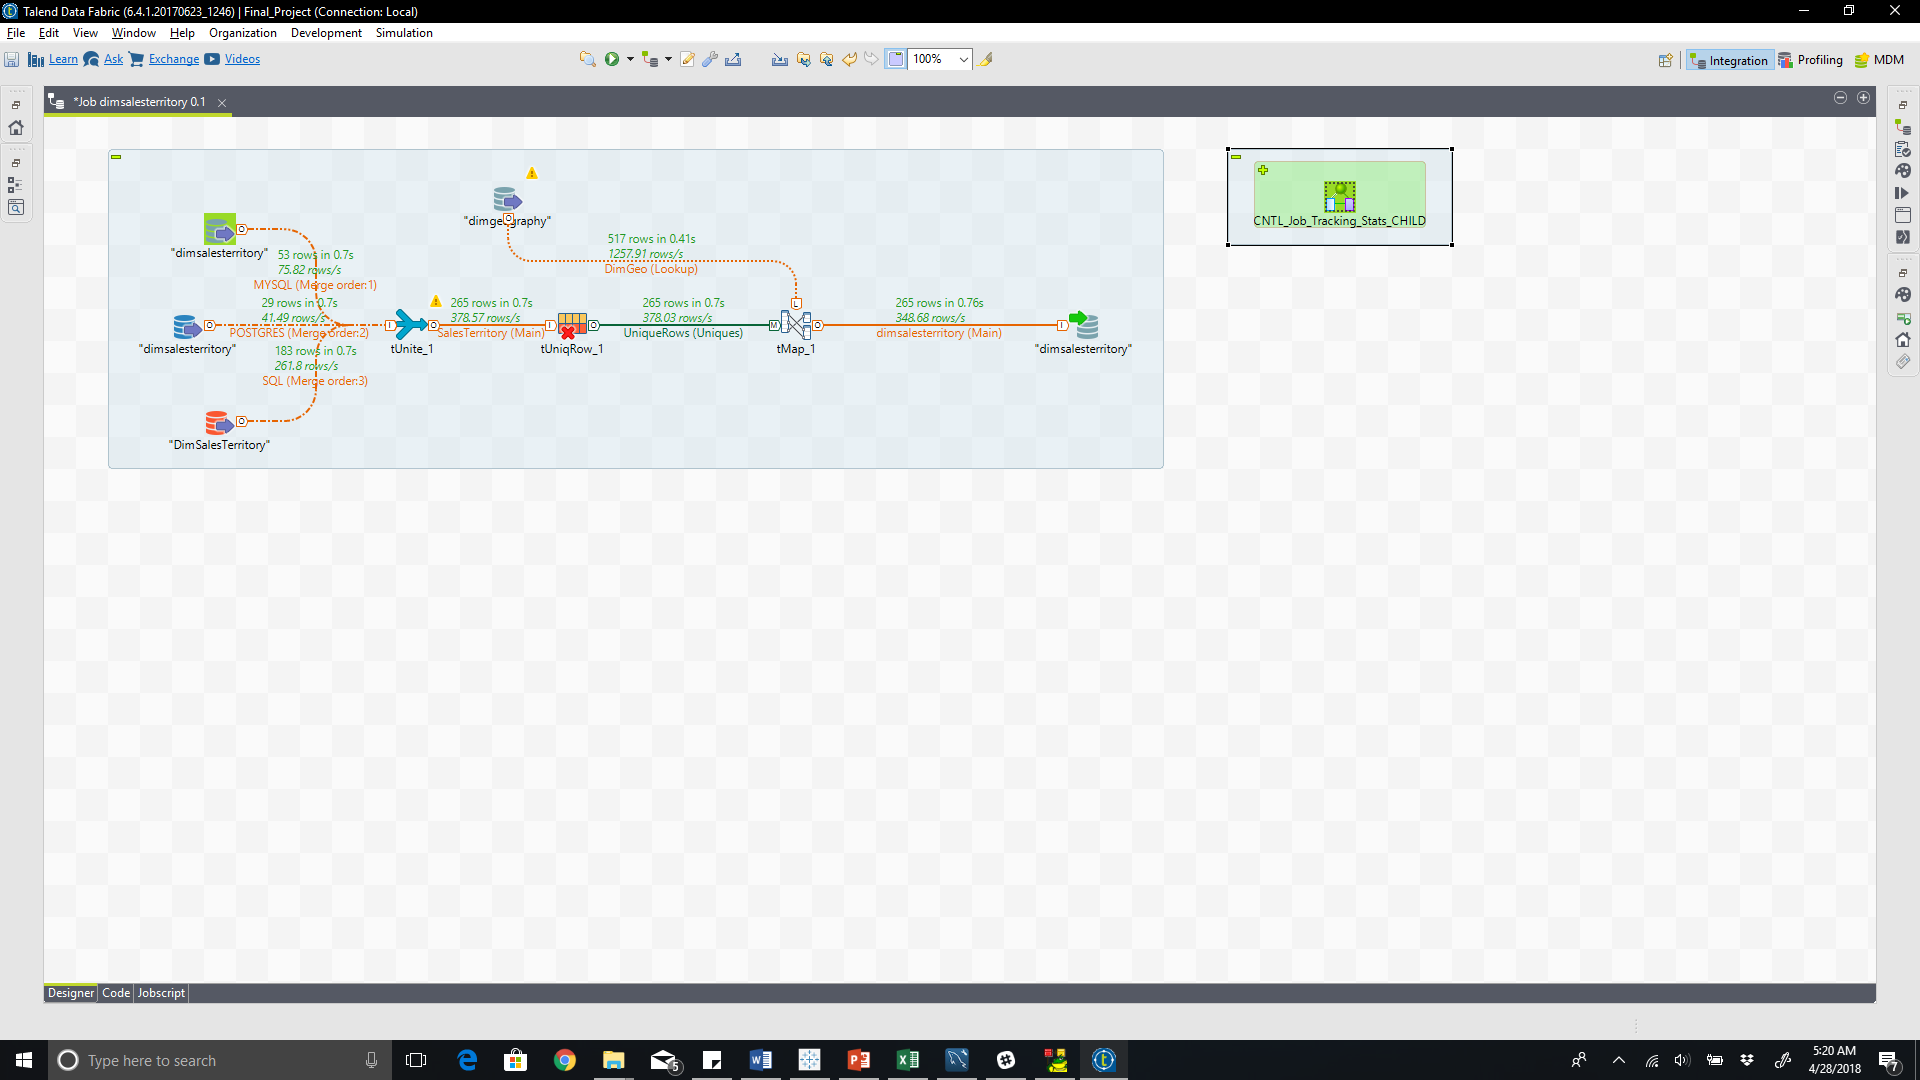 Talend Data Fabric (6.4.1.20170623_1246) | Final_Project (Connection: Local)
File Edit View Window Help Organization Development Simulation
Learn Ask Exchange Videos 100% Integration Profiling MDM
*Job dimsalesterritory 0.1
"dimgeography"
CNTL_Job_Tracking_Stats_CHILD
"dimsalesterritory"
517 rows in 0.41s
1257.91 rows/s
DimGeo (Lookup)
53 rows in 0.7s
75.82 rows/s
MYSQL (Merge order:1)
29 rows in 0.7s
41.49 rows/s
POSTGRES (Merge order:2)
"dimsalesterritory"
183 rows in 0.7s
261.8 rows/s
SQL (Merge order:3)
"DimSalesTerritory"
tUnite_1
265 rows in 0.7s
378.57 rows/s
SalesTerritory (Main)
tUniqRow_1
265 rows in 0.7s
378.03 rows/s
UniqueRows (Uniques)
tMap_1
265 rows in 0.76s
348.68 rows/s
dimsalesterritory (Main)
"dimsalesterritory"
Designer Code Jobscript
Type here to search
5
5:20 AM
4/28/2018
7